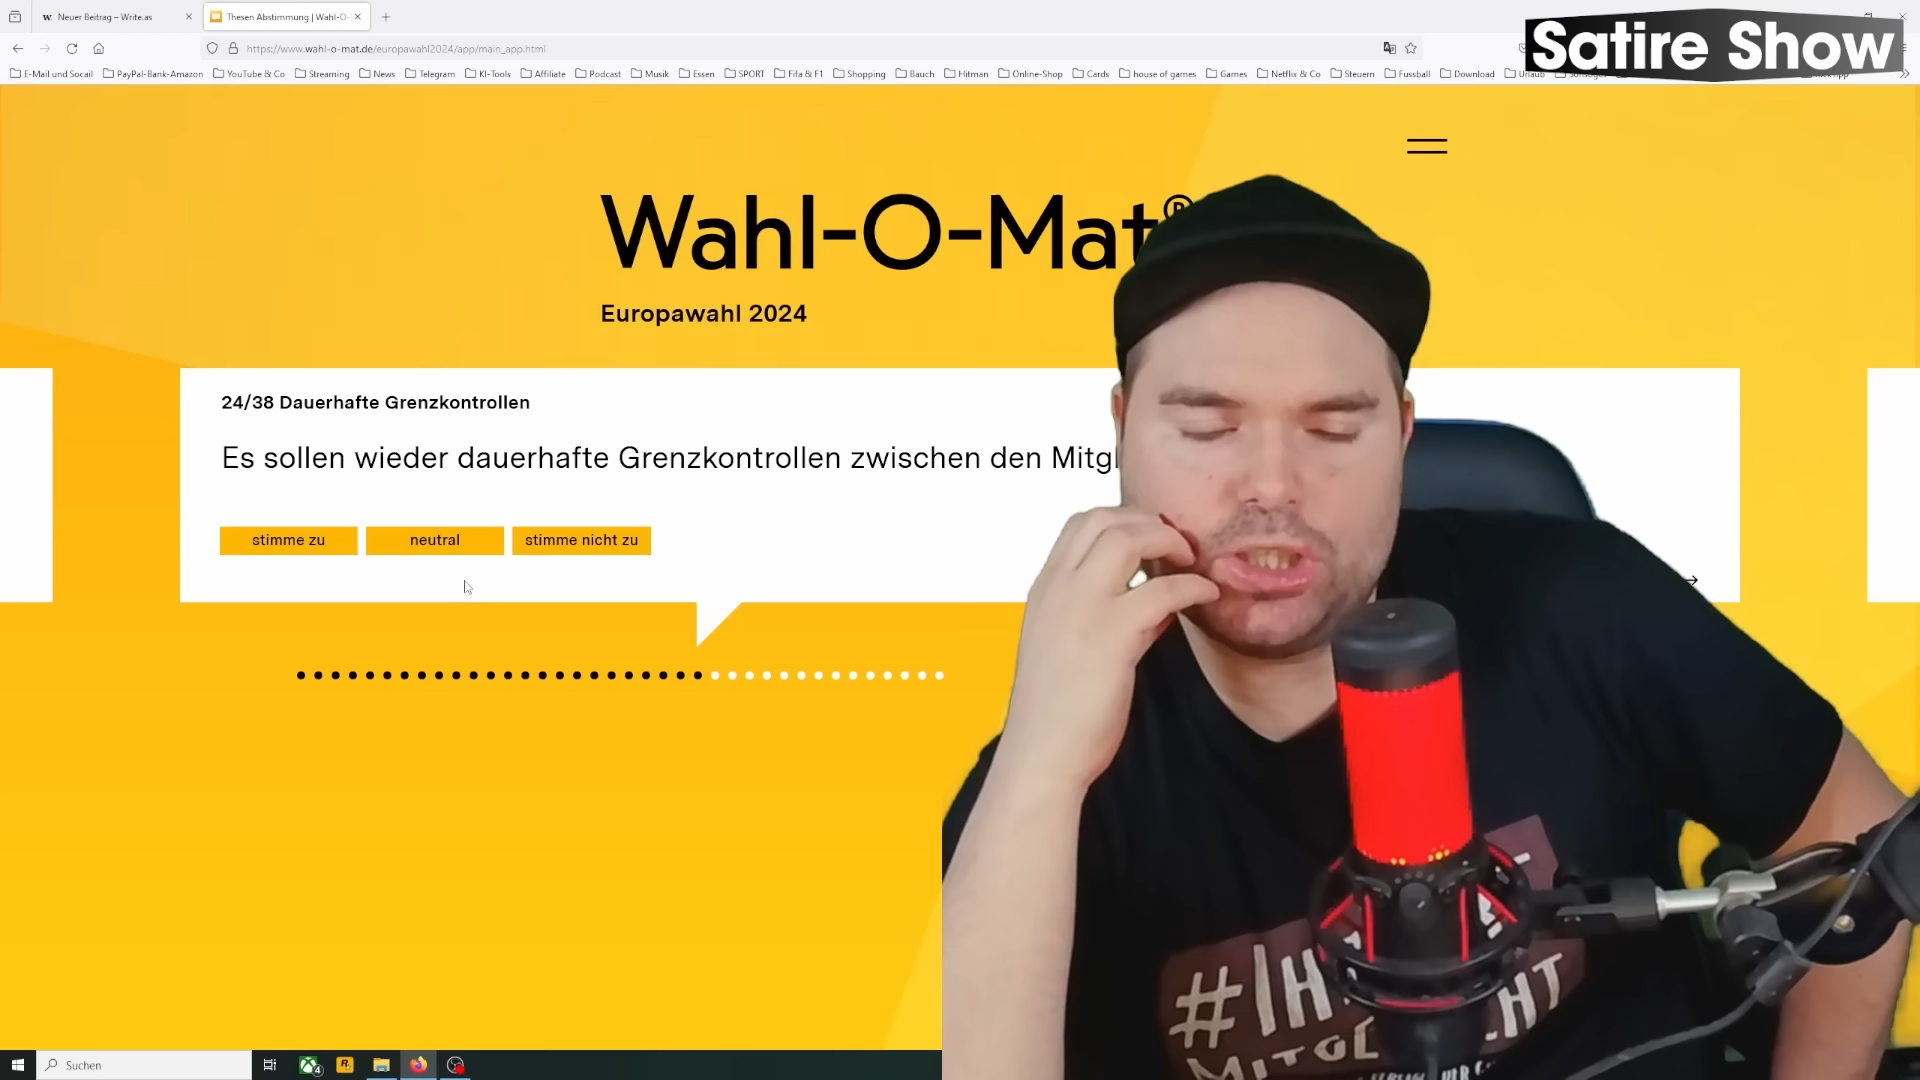 Neuer Beitrag – Write.as
Thesen Abstimmung | Wahl-O-
https://www.wahl-o-mat.de/europawahl2024/app/main_app.html
E-Mail und Socail PayPal-Bank-Amazon YouTube & Co Streaming News Telegram KI-Tools Affiliate Podcast Musik Essen SPORT Fifa & F1 Shopping Bauch Hitman Online-Shop Cards house of games Games Netflix & Co Steuern Fussball Download Urlaub
Satire Show
Wahl-O-Mat®
Europawahl 2024
24/38 Dauerhafte Grenzkontrollen
Es sollen wieder dauerhafte Grenzkontrollen zwischen den
stimme zu neutral stimme nicht zu
Suchen
4